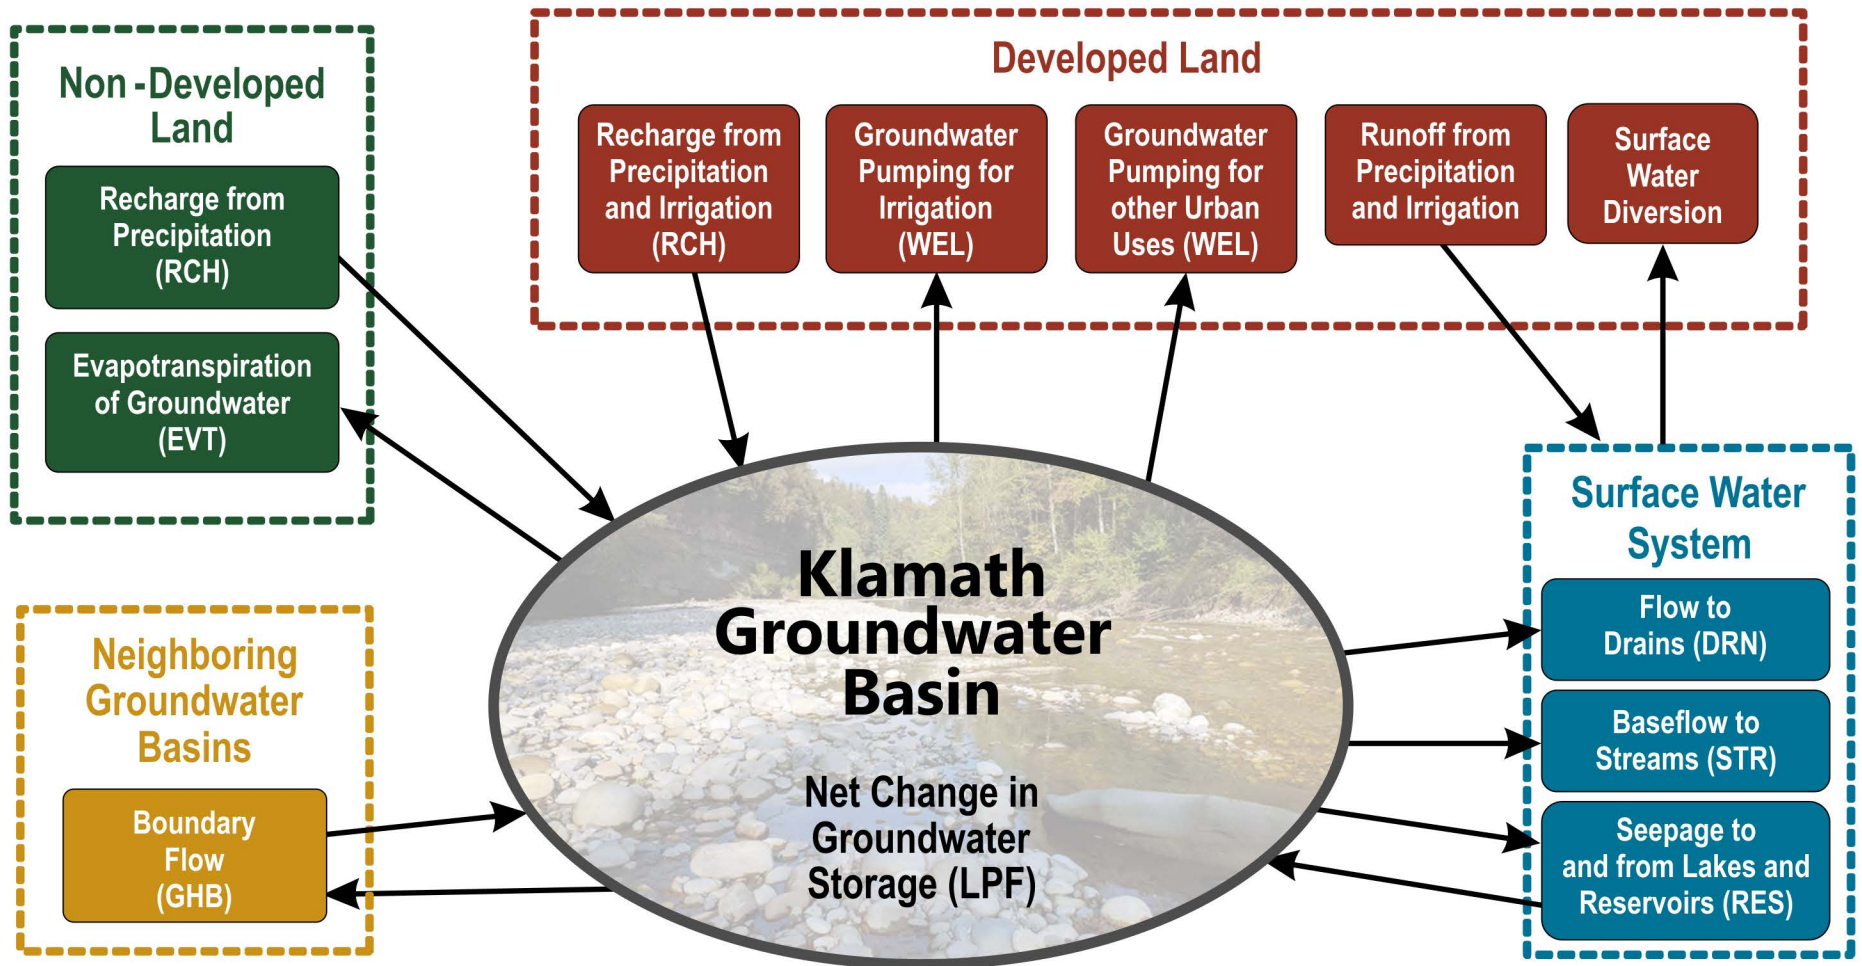 Non-Developed
Land
Recharge from
Precipitation
(RCH)
Evapotranspiration
of Groundwater
(EVT)
Developed Land
Recharge from
Precipitation
and Irrigation
(RCH)
Groundwater
Pumping for
Irrigation
(WEL)
Groundwater
Pumping for
other Urban
Uses (WEL)
Runoff from
Precipitation
and Irrigation
Surface
Water
Diversion
Neighboring
Groundwater
Basins
Boundary
Flow
(GHB)
Klamath
Groundwater
Basin
Net Change in
Groundwater
Storage (LPF)
Surface Water
System
Flow to
Drains (DRN)
Baseflow to
Streams (STR)
Seepage to
and from Lakes and
Reservoirs (RES)